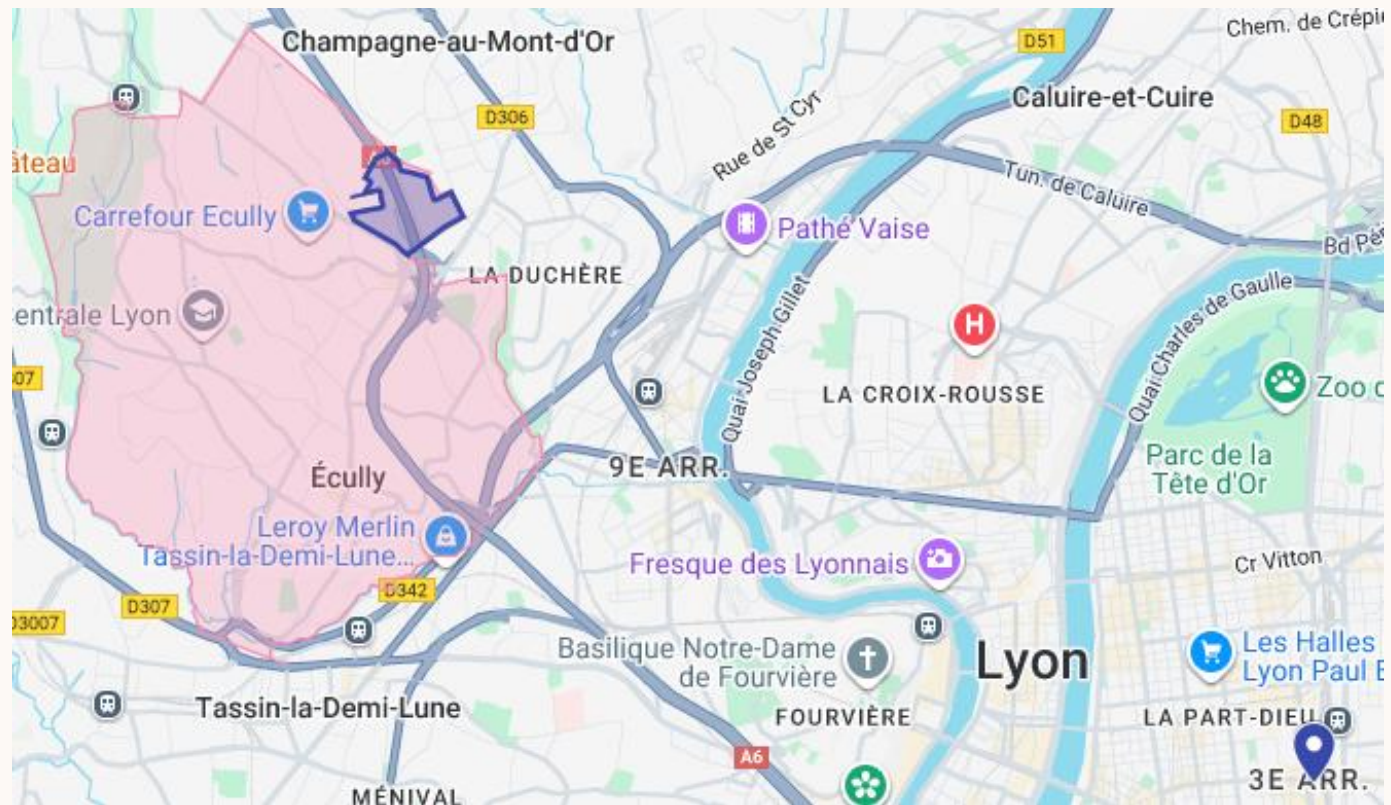 Champagne-au-Mont-d'Or
D51
Chem. de Crépi
Caluire-et-Cuire
D306
D48
Rue de St Cyr
âteau
Tun. de Caluire
Carrefour Ecully
Pathé Vaise
Bd Pé
LA DUCHÈRE
entrale Lyon
H
Quai Joseph Gillet
Quai Charles de Gaulle
07
LA CROIX-ROUSSE
Zoo d
Parc de la
Tête d'Or
Écully
9E ARR.
Leroy Merlin
Tassin-la-Demi-Lune...
Fresque des Lyonnais
Cr Vitton
D342
D307
D3007
Basilique Notre-Dame
de Fourvière
Lyon
Les Halles
Lyon Paul B
Tassin-la-Demi-Lune
FOURVIÈRE
LA PART-DIEU
A6
3E ARR.
MÉNIVAL